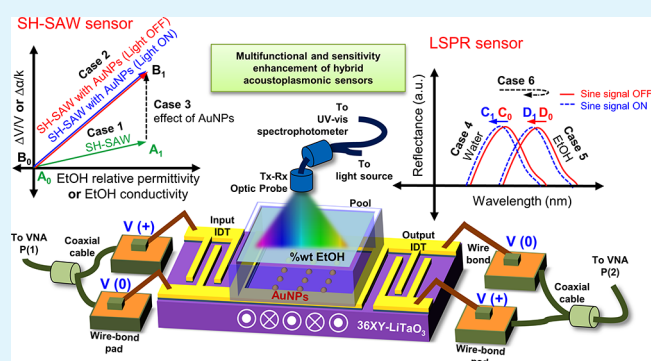 SH-SAW sensor
Case 2
SH-SAW with AuNPs (Light OFF)
SH-SAW with AuNPs (Light ON)
B1
Case 3
effect of AuNPs
Case 1
SH-SAW
A1
B0
A0
ΔV/V or Δα/k
EtOH relative permittivity
or EtOH conductivity
Multifunctional and sensitivity
enhancement of hybrid
acoustoplasmonic sensors
To
UV-vis
spectrophotometer
To
light source
Tx-Rx
Optic Probe
LSPR sensor
Case 6
Sine signal OFF
Sine signal ON
C1 C0
D1 D0
Case 4
Water
Case 5
EtOH
Reflectance (a.u.)
Wavelength (nm)
Pool
Input
IDT
Output
IDT
%wt EtOH
AuNPs
36XY-LiTaO3
To VNA
P(1)
Coaxial
cable
V (+)
V (0)
Wire-bond
pad
Wire
bond
V (0)
V (+)
Coaxial
cable
To VNA
P(2)
Wire-bond